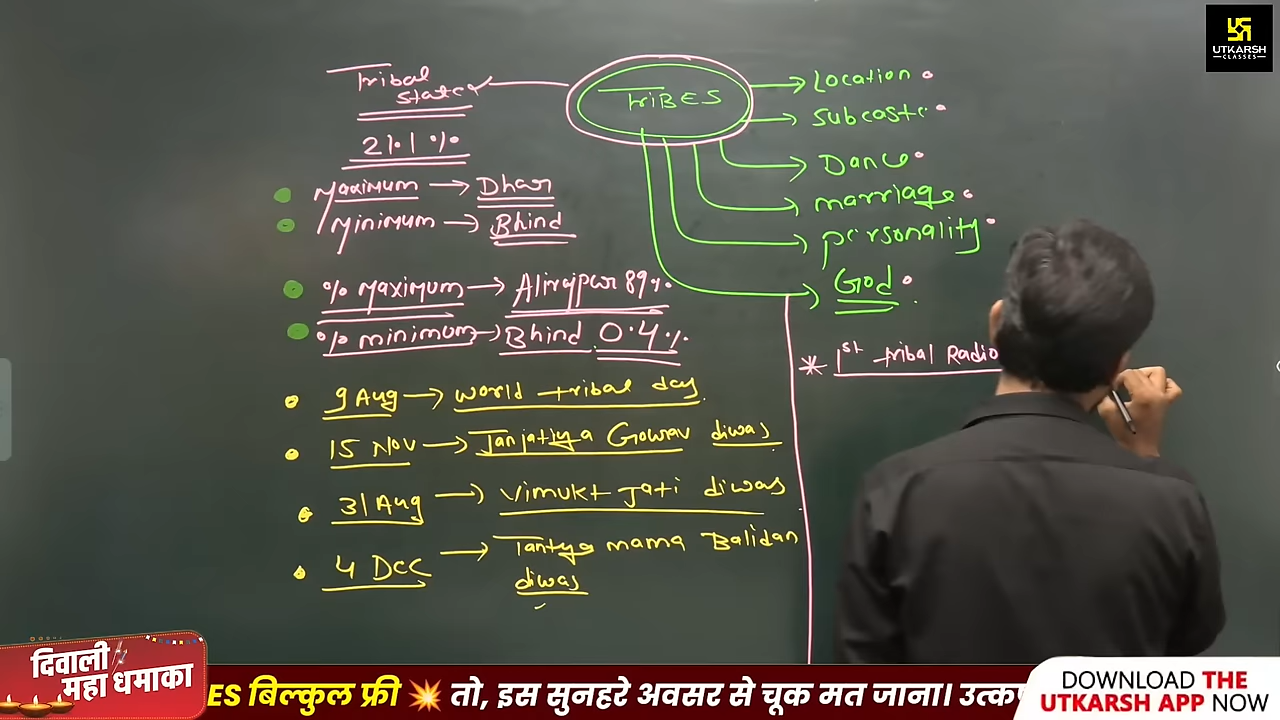 UTKARSH
CLASSES
Tribal
state
TRIBES
21.1 %
Maximum → Dhar
Minimum → Bhind
% Maximum → Alirajpur 89%
% minimum → Bhind 0.4%
9 Aug → world tribal day
15 Nov → Janjatiya Gowrav diwas
31 Aug → Vimukt Jati diwas
4 Dec → Tantya mama Balidan
diwas
→ Location
→ subcaste
→ Dance
→ marriage
→ personality
→ God
* 1st tribal Radio
दिवाली
महा धमाका
ES बिल्कुल फ्री 💥 तो, इस सुनहरे अवसर से चूक मत जाना। उत्क
DOWNLOAD THE
UTKARSH APP NOW